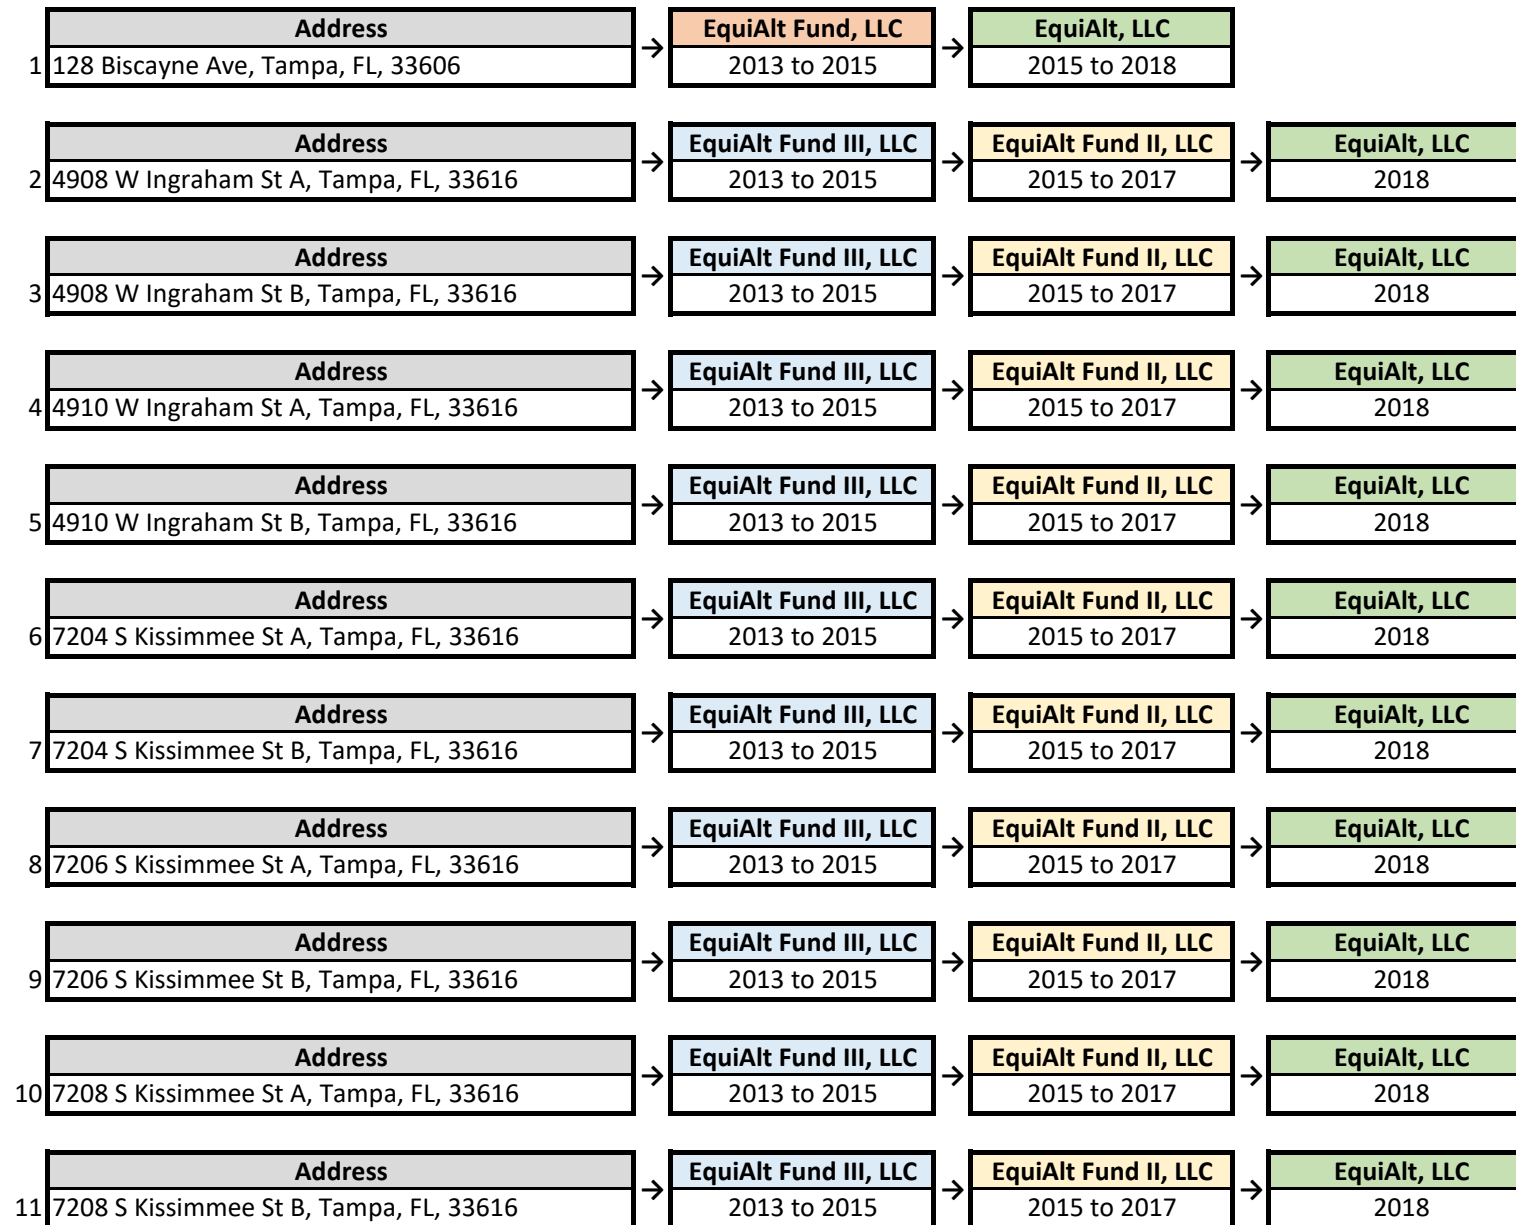 Address → EquiAlt Fund, LLC → EquiAlt, LLC
1 128 Biscayne Ave, Tampa, FL, 33606 2013 to 2015 2015 to 2018
Address → EquiAlt Fund III, LLC → EquiAlt Fund II, LLC → EquiAlt, LLC
2 4908 W Ingraham St A, Tampa, FL, 33616 2013 to 2015 2015 to 2017 2018
Address → EquiAlt Fund III, LLC → EquiAlt Fund II, LLC → EquiAlt, LLC
3 4908 W Ingraham St B, Tampa, FL, 33616 2013 to 2015 2015 to 2017 2018
Address → EquiAlt Fund III, LLC → EquiAlt Fund II, LLC → EquiAlt, LLC
4 4910 W Ingraham St A, Tampa, FL, 33616 2013 to 2015 2015 to 2017 2018
Address → EquiAlt Fund III, LLC → EquiAlt Fund II, LLC → EquiAlt, LLC
5 4910 W Ingraham St B, Tampa, FL, 33616 2013 to 2015 2015 to 2017 2018
Address → EquiAlt Fund III, LLC → EquiAlt Fund II, LLC → EquiAlt, LLC
6 7204 S Kissimmee St A, Tampa, FL, 33616 2013 to 2015 2015 to 2017 2018
Address → EquiAlt Fund III, LLC → EquiAlt Fund II, LLC → EquiAlt, LLC
7 7204 S Kissimmee St B, Tampa, FL, 33616 2013 to 2015 2015 to 2017 2018
Address → EquiAlt Fund III, LLC → EquiAlt Fund II, LLC → EquiAlt, LLC
8 7206 S Kissimmee St A, Tampa, FL, 33616 2013 to 2015 2015 to 2017 2018
Address → EquiAlt Fund III, LLC → EquiAlt Fund II, LLC → EquiAlt, LLC
9 7206 S Kissimmee St B, Tampa, FL, 33616 2013 to 2015 2015 to 2017 2018
Address → EquiAlt Fund III, LLC → EquiAlt Fund II, LLC → EquiAlt, LLC
10 7208 S Kissimmee St A, Tampa, FL, 33616 2013 to 2015 2015 to 2017 2018
Address → EquiAlt Fund III, LLC → EquiAlt Fund II, LLC → EquiAlt, LLC
11 7208 S Kissimmee St B, Tampa, FL, 33616 2013 to 2015 2015 to 2017 2018